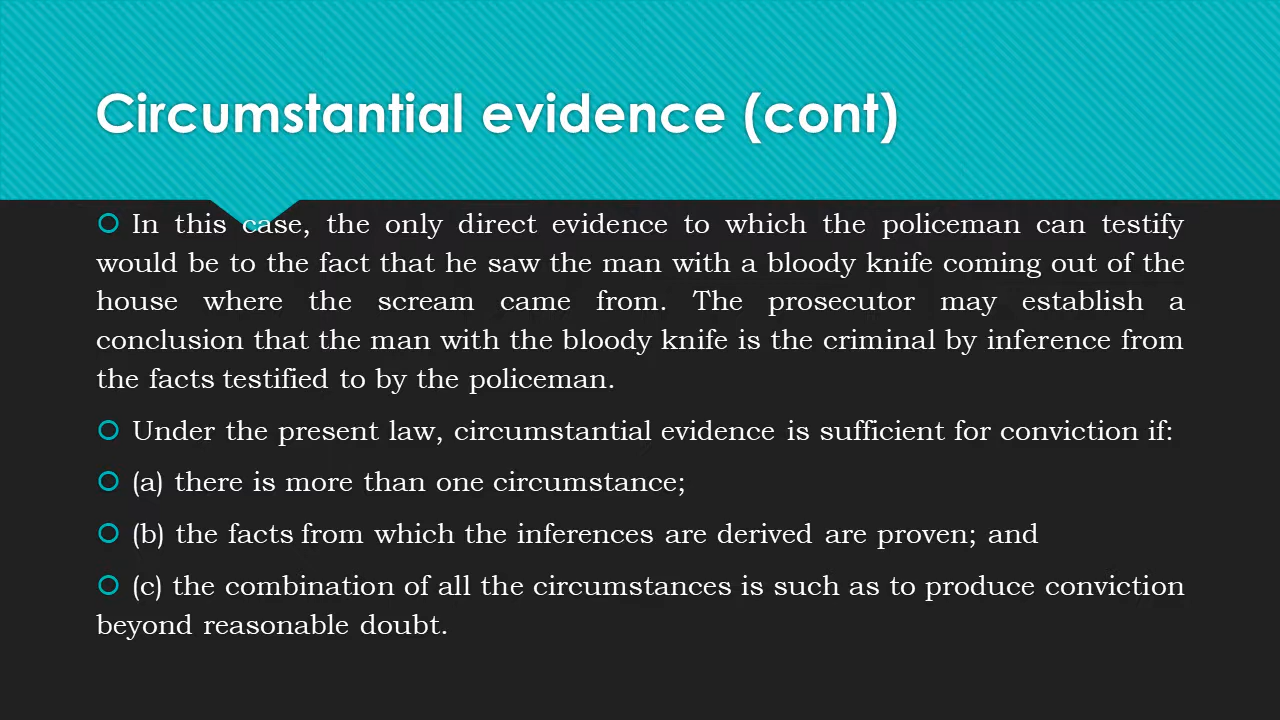 Circumstantial evidence (cont)
In this case, the only direct evidence to which the policeman can testify
would be to the fact that he saw the man with a bloody knife coming out of the
house where the scream came from. The prosecutor may establish a
conclusion that the man with the bloody knife is the criminal by inference from
the facts testified to by the policeman.
Under the present law, circumstantial evidence is sufficient for conviction if:
(a) there is more than one circumstance;
(b) the facts from which the inferences are derived are proven; and
(c) the combination of all the circumstances is such as to produce conviction
beyond reasonable doubt.